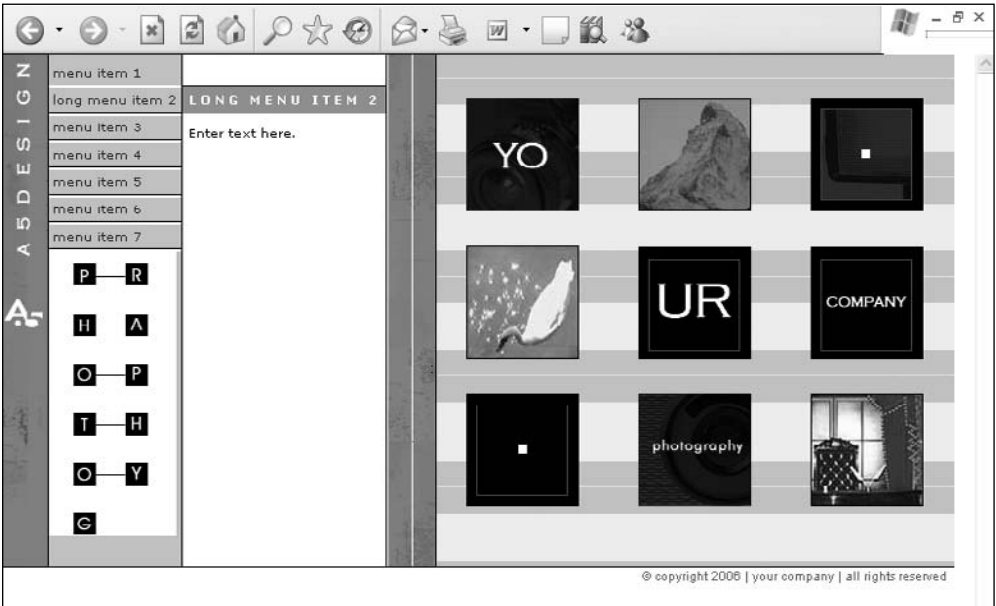 A5DESIGN
A5
menu item 1
long menu item 2
menu item 3
menu item 4
menu item 5
menu item 6
menu item 7
P R
H A
O P
T H
O Y
G
LONG MENU ITEM 2
Enter text here.
YO
UR
COMPANY
photography
© copyright 2006 | your company | all rights reserved
W